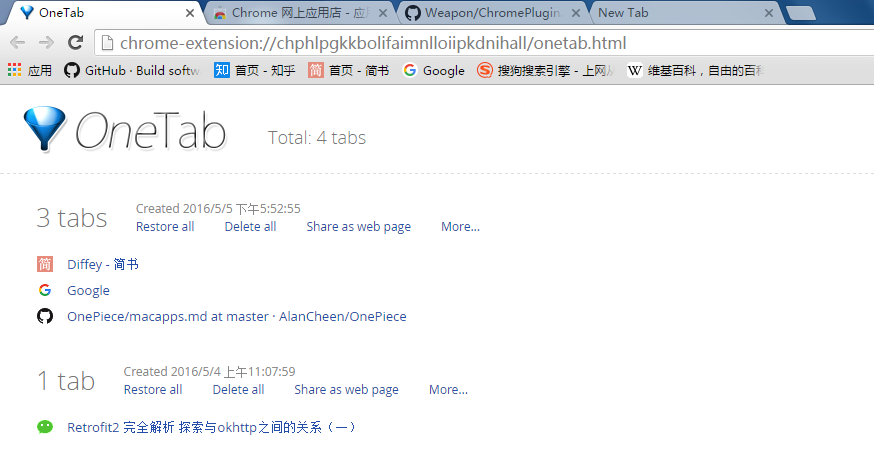 OneTab
Chrome 网上应用店 - 应用
Weapon/ChromePlugin
New Tab
chrome-extension://chphlpgkkbolifaimnlloiipkdnihall/onetab.html
应用
GitHub · Build softw
知
首页 - 知乎
简
首页 - 简书
Google
搜狗搜索引擎 - 上网从
W
维基百科，自由的百科
OneTab
Total: 4 tabs
3 tabs
Created 2016/5/5 下午5:52:55
Restore all Delete all Share as web page More...
简
Diffey - 简书
Google
OnePiece/macapps.md at master · AlanCheen/OnePiece
1 tab
Created 2016/5/4 上午11:07:59
Restore all Delete all Share as web page More...
Retrofit2 完全解析 探索与okhttp之间的关系（一）